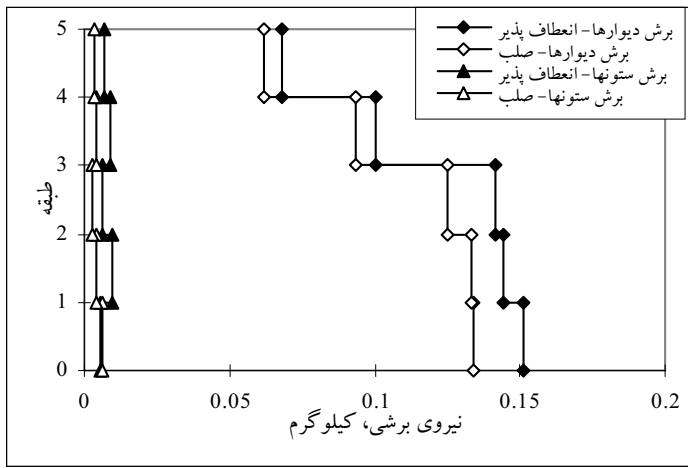 برش دیوارها-انعطاف پذیر
برش دیوارها-صلب
برش ستونها-انعطاف پذیر
برش ستونها-صلب
5
4
3
2
1
0
طبقه
0 0.05 0.1 0.15 0.2
نیروی برشی، کیلوگرم